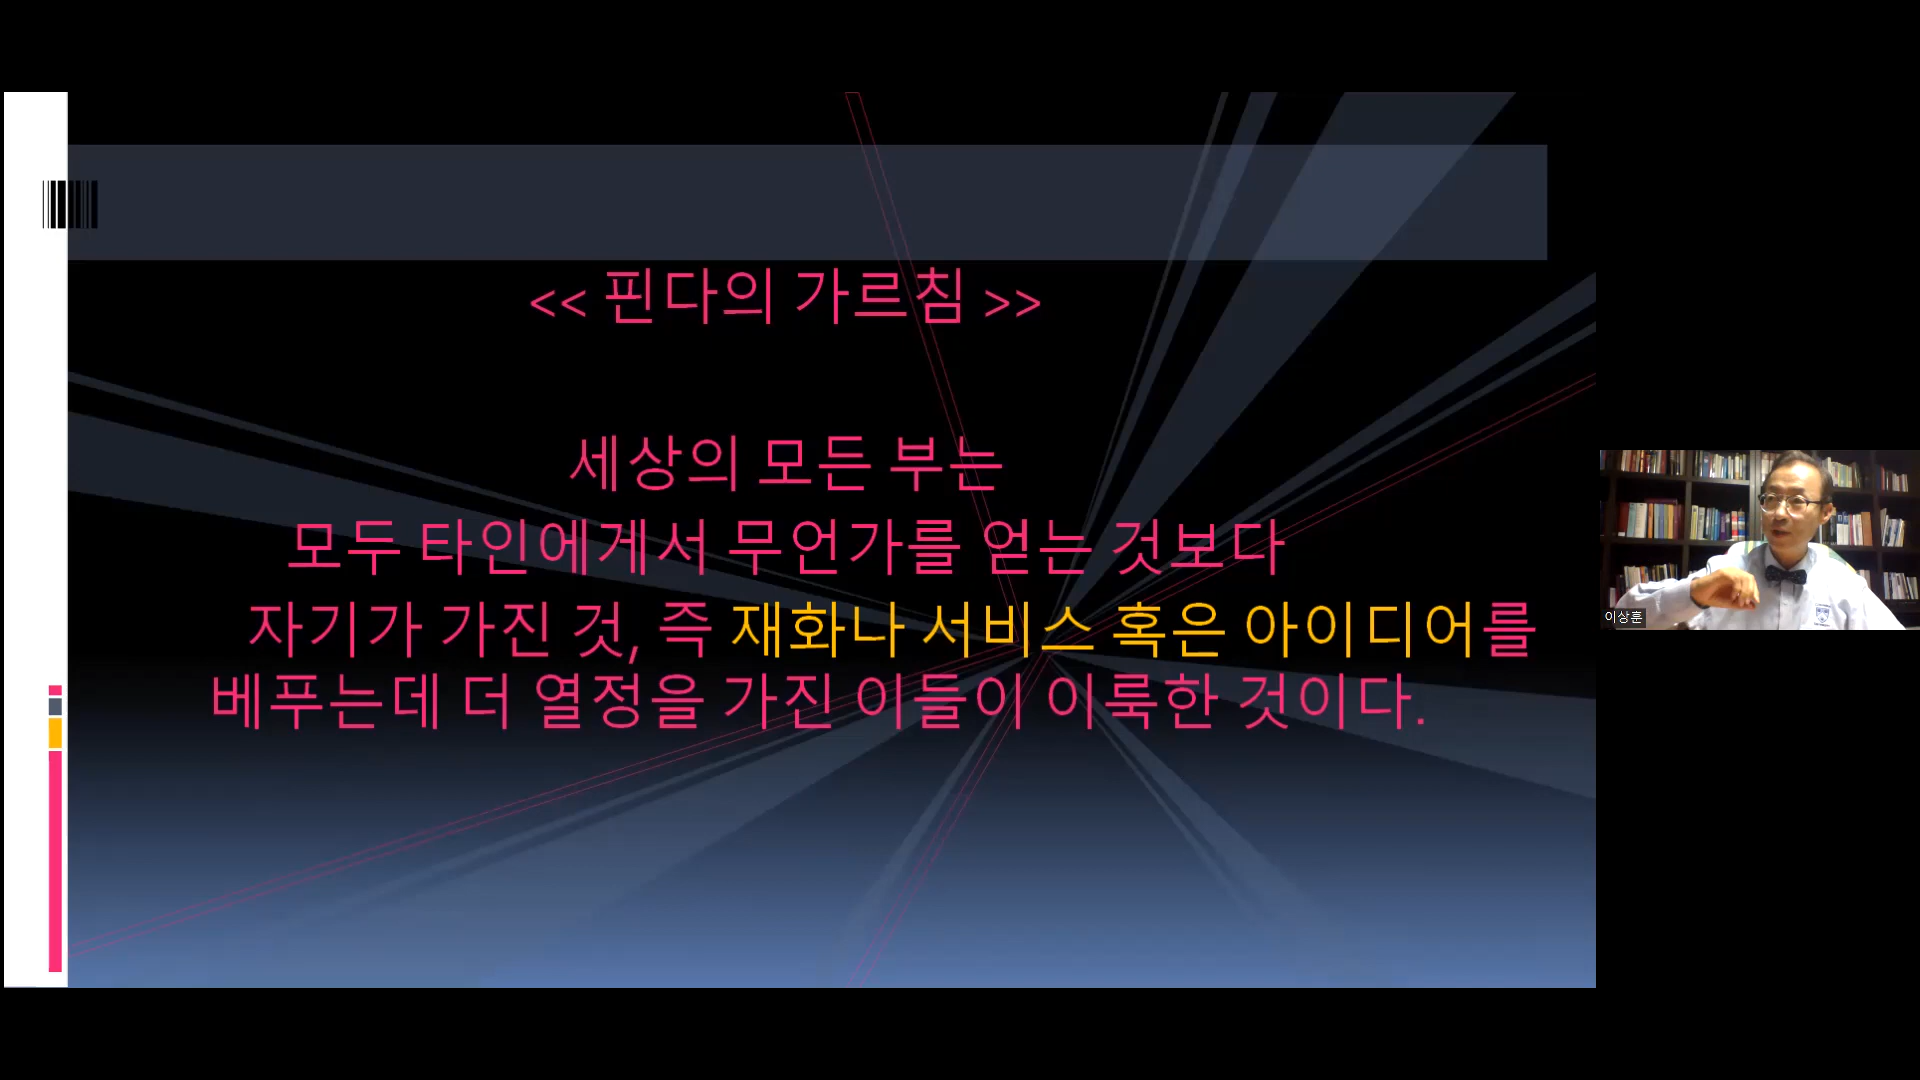 << 핀다의 가르침 >>
세상의 모든 부는
모두 타인에게서 무언가를 얻는 것보다
자기가 가진 것, 즉 재화나 서비스 혹은 아이디어를
베푸는데 더 열정을 가진 이들이 이룩한 것이다.
이상훈